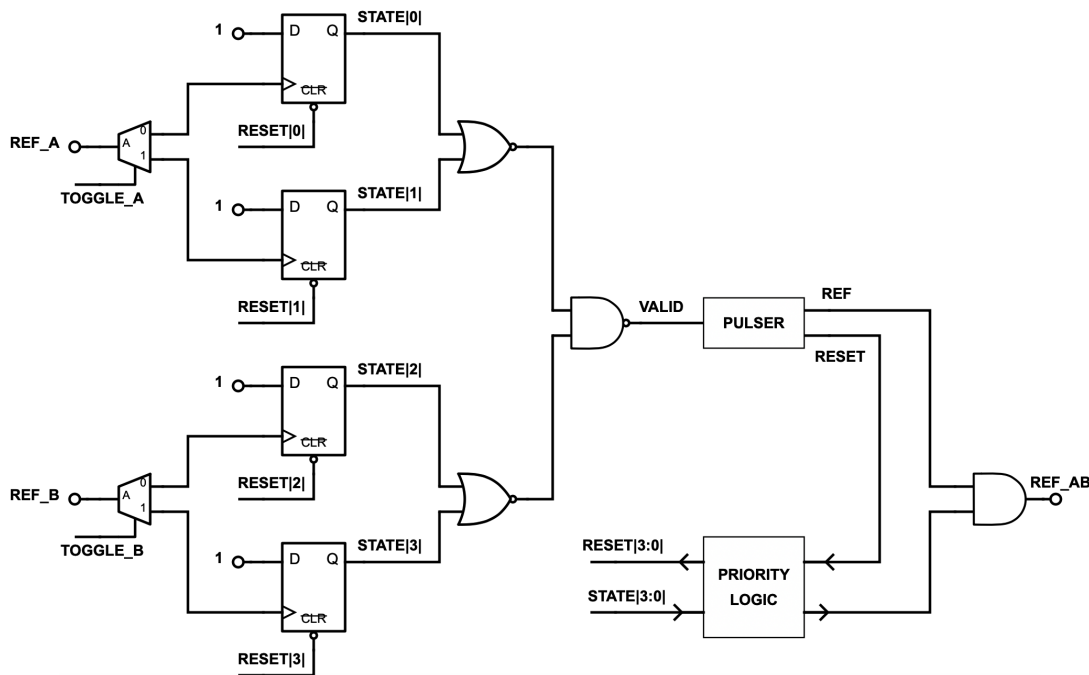 STATE|0|
1
D
Q
CLR
RESET|0|
REF_A
A
0
1
TOGGLE_A
STATE|1|
1
D
Q
CLR
RESET|1|
VALID
PULSER
REF
RESET
STATE|2|
1
D
Q
CLR
RESET|2|
REF_B
A
0
1
TOGGLE_B
STATE|3|
1
D
Q
CLR
RESET|3|
RESET|3:0|
STATE|3:0|
PRIORITY
LOGIC
REF_AB